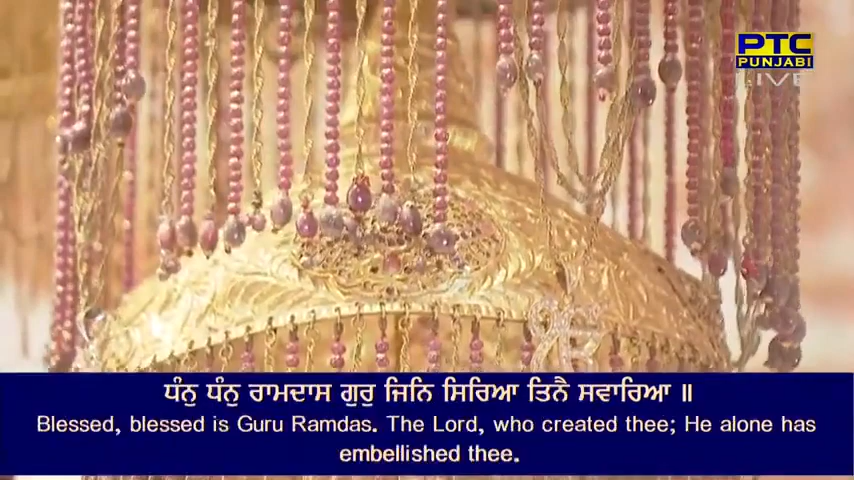 PTC
PUNJABI
LIVE
ਧੰਨੁ ਧੰਨੁ ਰਾਮਦਾਸ ਗੁਰੁ ਜਿਨਿ ਸਿਰਿਆ ਤਿਨੈ ਸਵਾਰਿਆ ॥
Blessed, blessed is Guru Ramdas. The Lord, who created thee; He alone has
embellished thee.